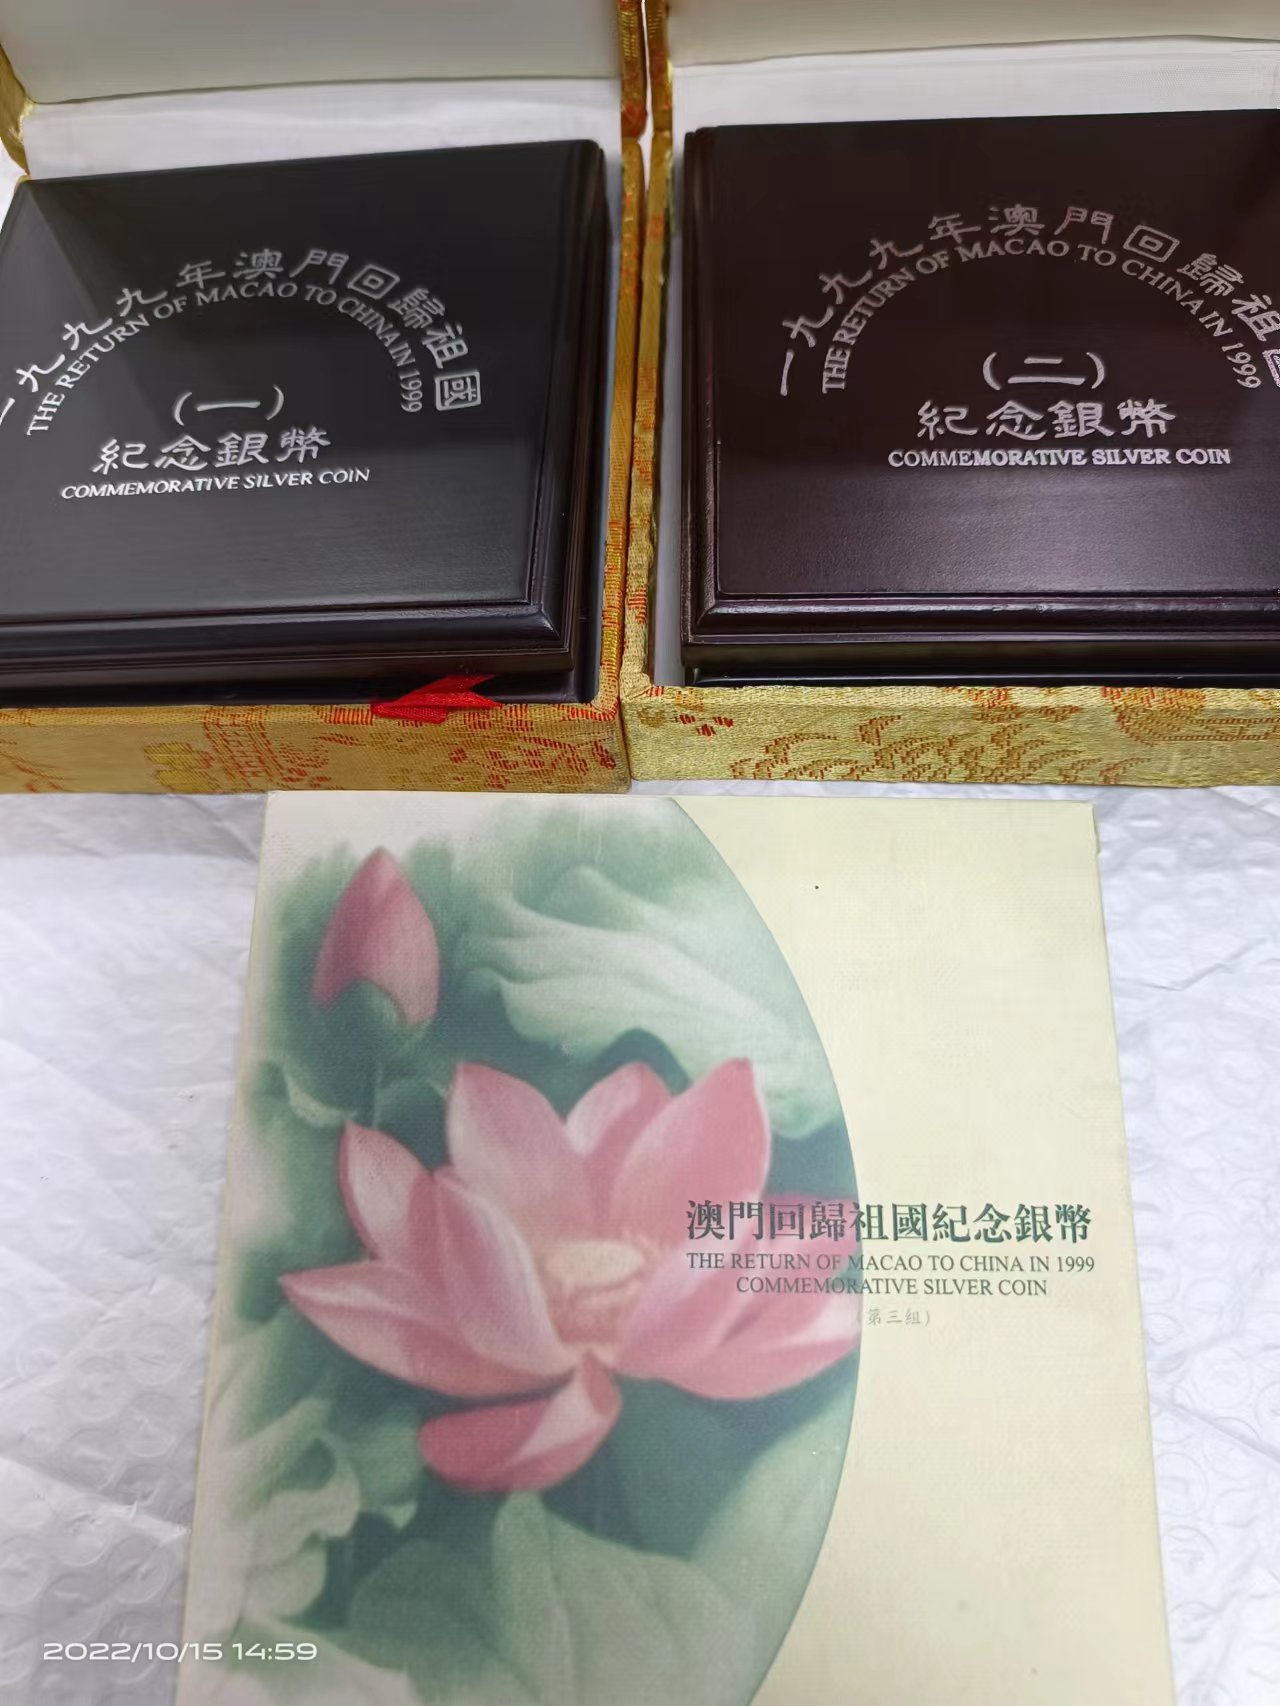 一九九九年澳門回歸祖國
THE RETURN OF MACAO TO CHINA IN 1999
(一)
紀念銀幣
COMMEMORATIVE SILVER COIN
一九九九年澳門回歸祖國
THE RETURN OF MACAO TO CHINA IN 1999
(二)
紀念銀幣
COMMEMORATIVE SILVER COIN
澳門回歸祖國紀念銀幣
THE RETURN OF MACAO TO CHINA IN 1999
COMMEMORATIVE SILVER COIN
(第三組)
2022/10/15 14:59